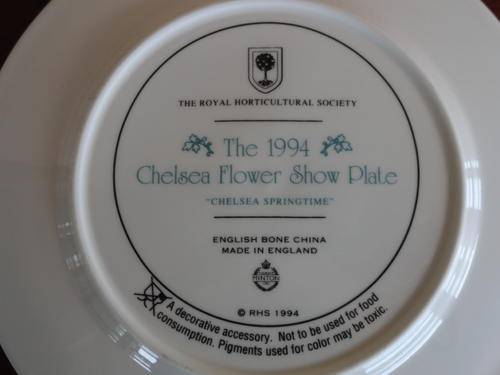 THE ROYAL HORTICULTURAL SOCIETY
The 1994
Chelsea Flower Show Plate
"CHELSEA SPRINGTIME"
ENGLISH BONE CHINA
MADE IN ENGLAND
MINTON
© RHS 1994
A decorative accessory. Not to be used for food
consumption. Pigments used for color may be toxic.